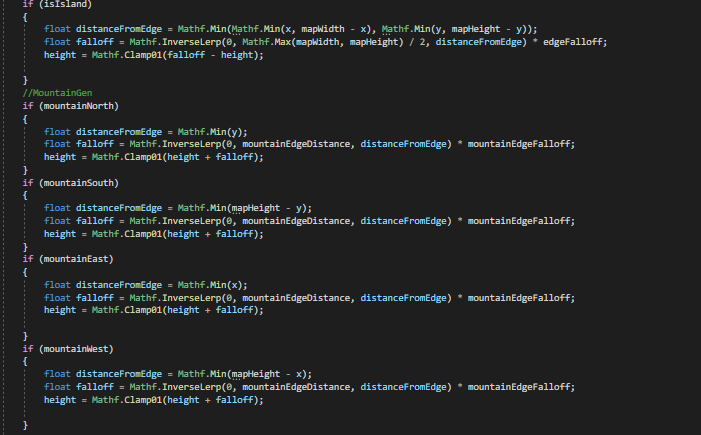 if (isIsland)
{
float distanceFromEdge = Mathf.Min(Mathf.Min(x, mapWidth - x), Mathf.Min(y, mapHeight - y));
float falloff = Mathf.InverseLerp(0, Mathf.Max(mapWidth, mapHeight) / 2, distanceFromEdge) * edgeFalloff;
height = Mathf.Clamp01(falloff - height);
}
//MountainGen
if (mountainNorth)
{
float distanceFromEdge = Mathf.Min(y);
float falloff = Mathf.InverseLerp(0, mountainEdgeDistance, distanceFromEdge) * mountainEdgeFalloff;
height = Mathf.Clamp01(height + falloff);
}
if (mountainSouth)
{
float distanceFromEdge = Mathf.Min(mapHeight - y);
float falloff = Mathf.InverseLerp(0, mountainEdgeDistance, distanceFromEdge) * mountainEdgeFalloff;
height = Mathf.Clamp01(height + falloff);
}
if (mountainEast)
{
float distanceFromEdge = Mathf.Min(x);
float falloff = Mathf.InverseLerp(0, mountainEdgeDistance, distanceFromEdge) * mountainEdgeFalloff;
height = Mathf.Clamp01(height + falloff);
}
if (mountainWest)
{
float distanceFromEdge = Mathf.Min(mapHeight - x);
float falloff = Mathf.InverseLerp(0, mountainEdgeDistance, distanceFromEdge) * mountainEdgeFalloff;
height = Mathf.Clamp01(height + falloff);
}